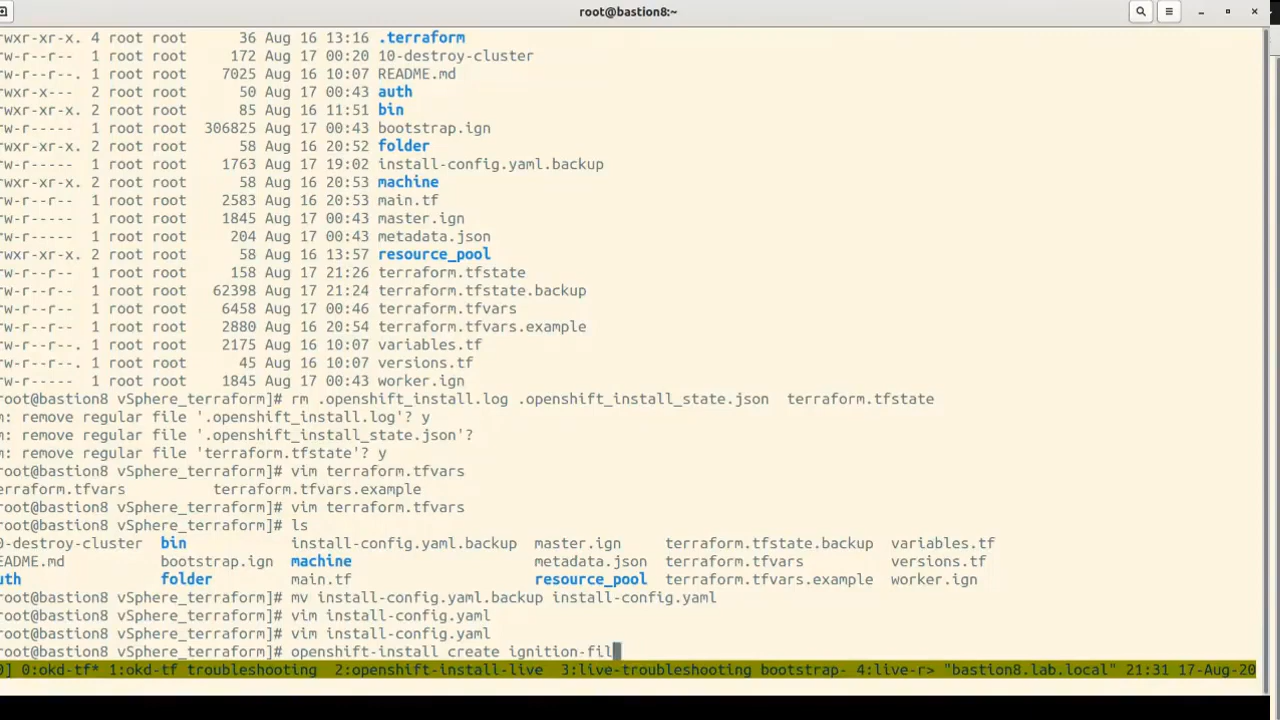 root@bastion8:~
rwxr-xr-x. 4 root root 36 Aug 16 13:16 .terraform
rw-r--r-- 1 root root 172 Aug 17 00:20 10-destroy-cluster
rw-r--r--. 1 root root 7025 Aug 16 10:07 README.md
rwxr-x--- 2 root root 50 Aug 17 00:43 auth
rwxr-xr-x. 2 root root 85 Aug 16 11:51 bin
rw-r----- 1 root root 306825 Aug 17 00:43 bootstrap.ign
rwxr-xr-x. 2 root root 58 Aug 16 20:52 folder
rw-r----- 1 root root 1763 Aug 17 19:02 install-config.yaml.backup
rwxr-xr-x. 2 root root 58 Aug 16 20:53 machine
rw-r--r-- 1 root root 2583 Aug 16 20:53 main.tf
rw-r----- 1 root root 1845 Aug 17 00:43 master.ign
rw-r----- 1 root root 204 Aug 17 00:43 metadata.json
rwxr-xr-x. 2 root root 58 Aug 16 13:57 resource_pool
rw-r--r-- 1 root root 158 Aug 17 21:26 terraform.tfstate
rw-r--r-- 1 root root 62398 Aug 17 21:24 terraform.tfstate.backup
rw-r--r-- 1 root root 6458 Aug 17 00:46 terraform.tfvars
rw-r--r-- 1 root root 2880 Aug 16 20:54 terraform.tfvars.example
rw-r--r--. 1 root root 2175 Aug 16 10:07 variables.tf
rw-r--r--. 1 root root 45 Aug 16 10:07 versions.tf
rw-r----- 1 root root 1845 Aug 17 00:43 worker.ign
root@bastion8 vSphere_terraform]# rm .openshift_install.log .openshift_install_state.json terraform.tfstate
m: remove regular file '.openshift_install.log'? y
m: remove regular file '.openshift_install_state.json'?
m: remove regular file 'terraform.tfstate'? y
root@bastion8 vSphere_terraform]# vim terraform.tfvars
erraform.tfvars terraform.tfvars.example
root@bastion8 vSphere_terraform]# vim terraform.tfvars
root@bastion8 vSphere_terraform]# ls
0-destroy-cluster bin install-config.yaml.backup master.ign terraform.tfstate.backup variables.tf
EADME.md bootstrap.ign machine metadata.json terraform.tfvars versions.tf
uth folder main.tf resource_pool terraform.tfvars.example worker.ign
root@bastion8 vSphere_terraform]# mv install-config.yaml.backup install-config.yaml
root@bastion8 vSphere_terraform]# vim install-config.yaml
root@bastion8 vSphere_terraform]# vim install-config.yaml
root@bastion8 vSphere_terraform]# openshift-install create ignition-fil
0] 0:okd-tf* 1:okd-tf troubleshooting 2:openshift-install-live 3:live-troubleshooting bootstrap- 4:live-r> "bastion8.lab.local" 21:31 17-Aug-20